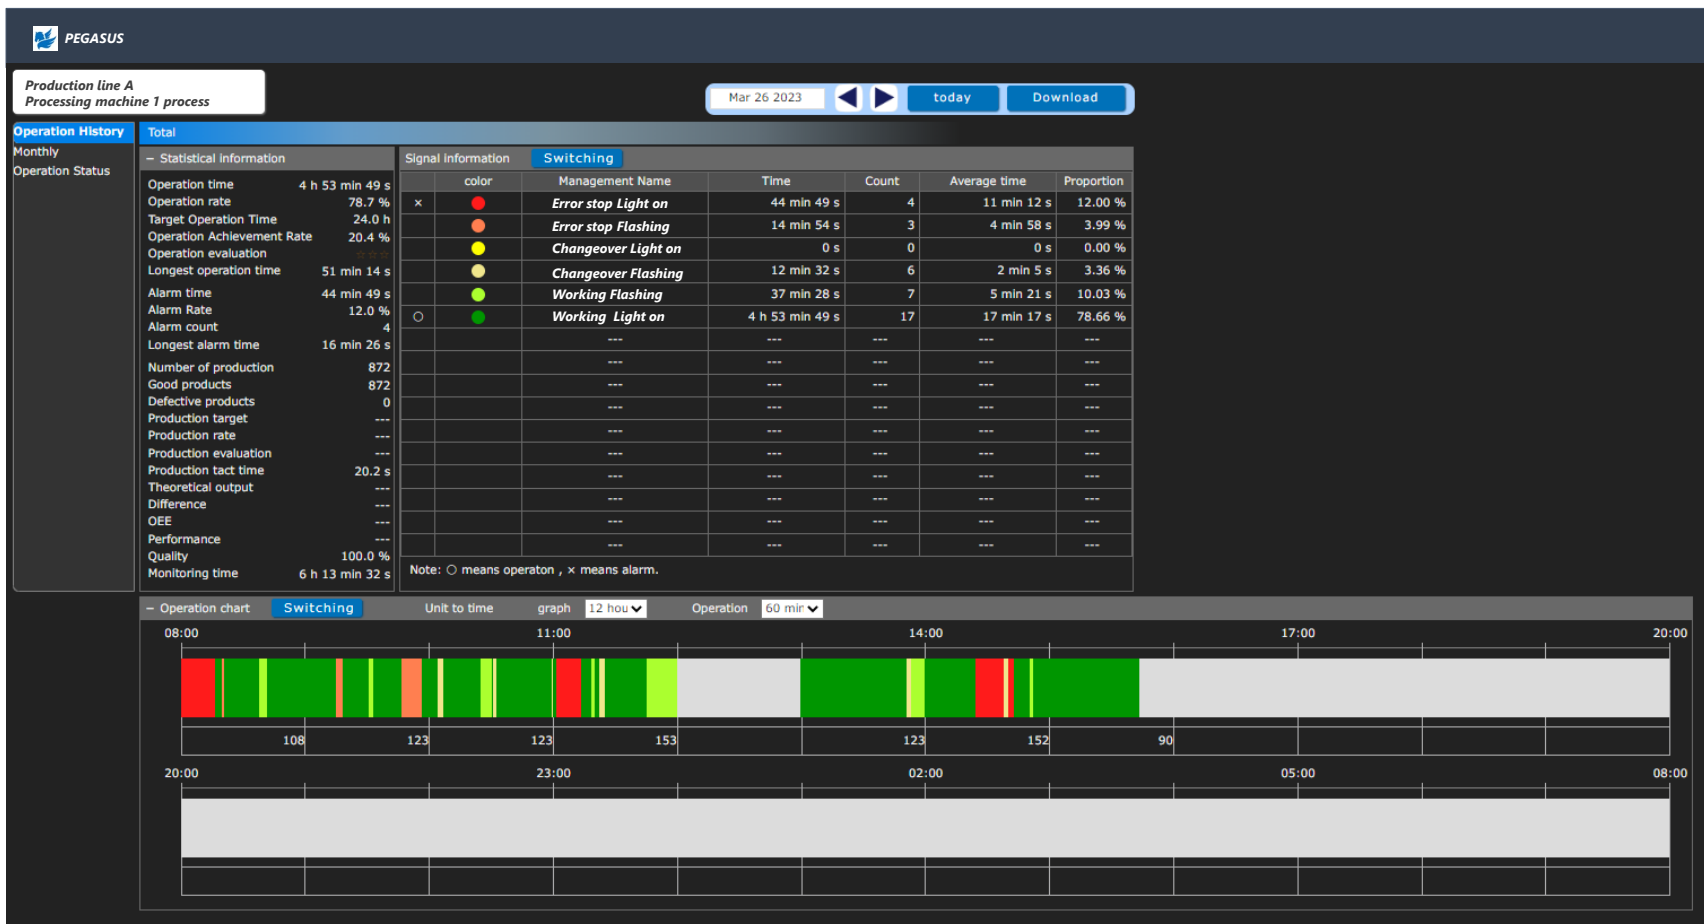 PEGASUS
Production line A
Processing machine 1 process
Mar 26 2023
today
Download
Operation History
Monthly
Operation Status
Total
− Statistical information
Operation time 4 h 53 min 49 s
Operation rate 78.7 %
Target Operation Time 24.0 h
Operation Achievement Rate 20.4 %
Operation evaluation ☆☆☆
Longest operation time 51 min 14 s
Alarm time 44 min 49 s
Alarm Rate 12.0 %
Alarm count 4
Longest alarm time 16 min 26 s
Number of production 872
Good products 872
Defective products 0
Production target ---
Production rate ---
Production evaluation ---
Production tact time 20.2 s
Theoretical output ---
Difference ---
OEE ---
Performance ---
Quality 100.0 %
Monitoring time 6 h 13 min 32 s
Signal information Switching
color Management Name Time Count Average time Proportion
× Error stop Light on 44 min 49 s 4 11 min 12 s 12.00 %
Error stop Flashing 14 min 54 s 3 4 min 58 s 3.99 %
Changeover Light on 0 s 0 0 s 0.00 %
Changeover Flashing 12 min 32 s 6 2 min 5 s 3.36 %
Working Flashing 37 min 28 s 7 5 min 21 s 10.03 %
○ Working Light on 4 h 53 min 49 s 17 17 min 17 s 78.66 %
--- --- --- --- ---
--- --- --- --- ---
--- --- --- --- ---
--- --- --- --- ---
--- --- --- --- ---
--- --- --- --- ---
--- --- --- --- ---
--- --- --- --- ---
--- --- --- --- ---
--- --- --- --- ---
Note: ○ means operaton , × means alarm.
− Operation chart Switching Unit to time graph 12 hou Operation 60 min
08:00 11:00 14:00 17:00 20:00
108 123 123 153 123 152 90
20:00 23:00 02:00 05:00 08:00